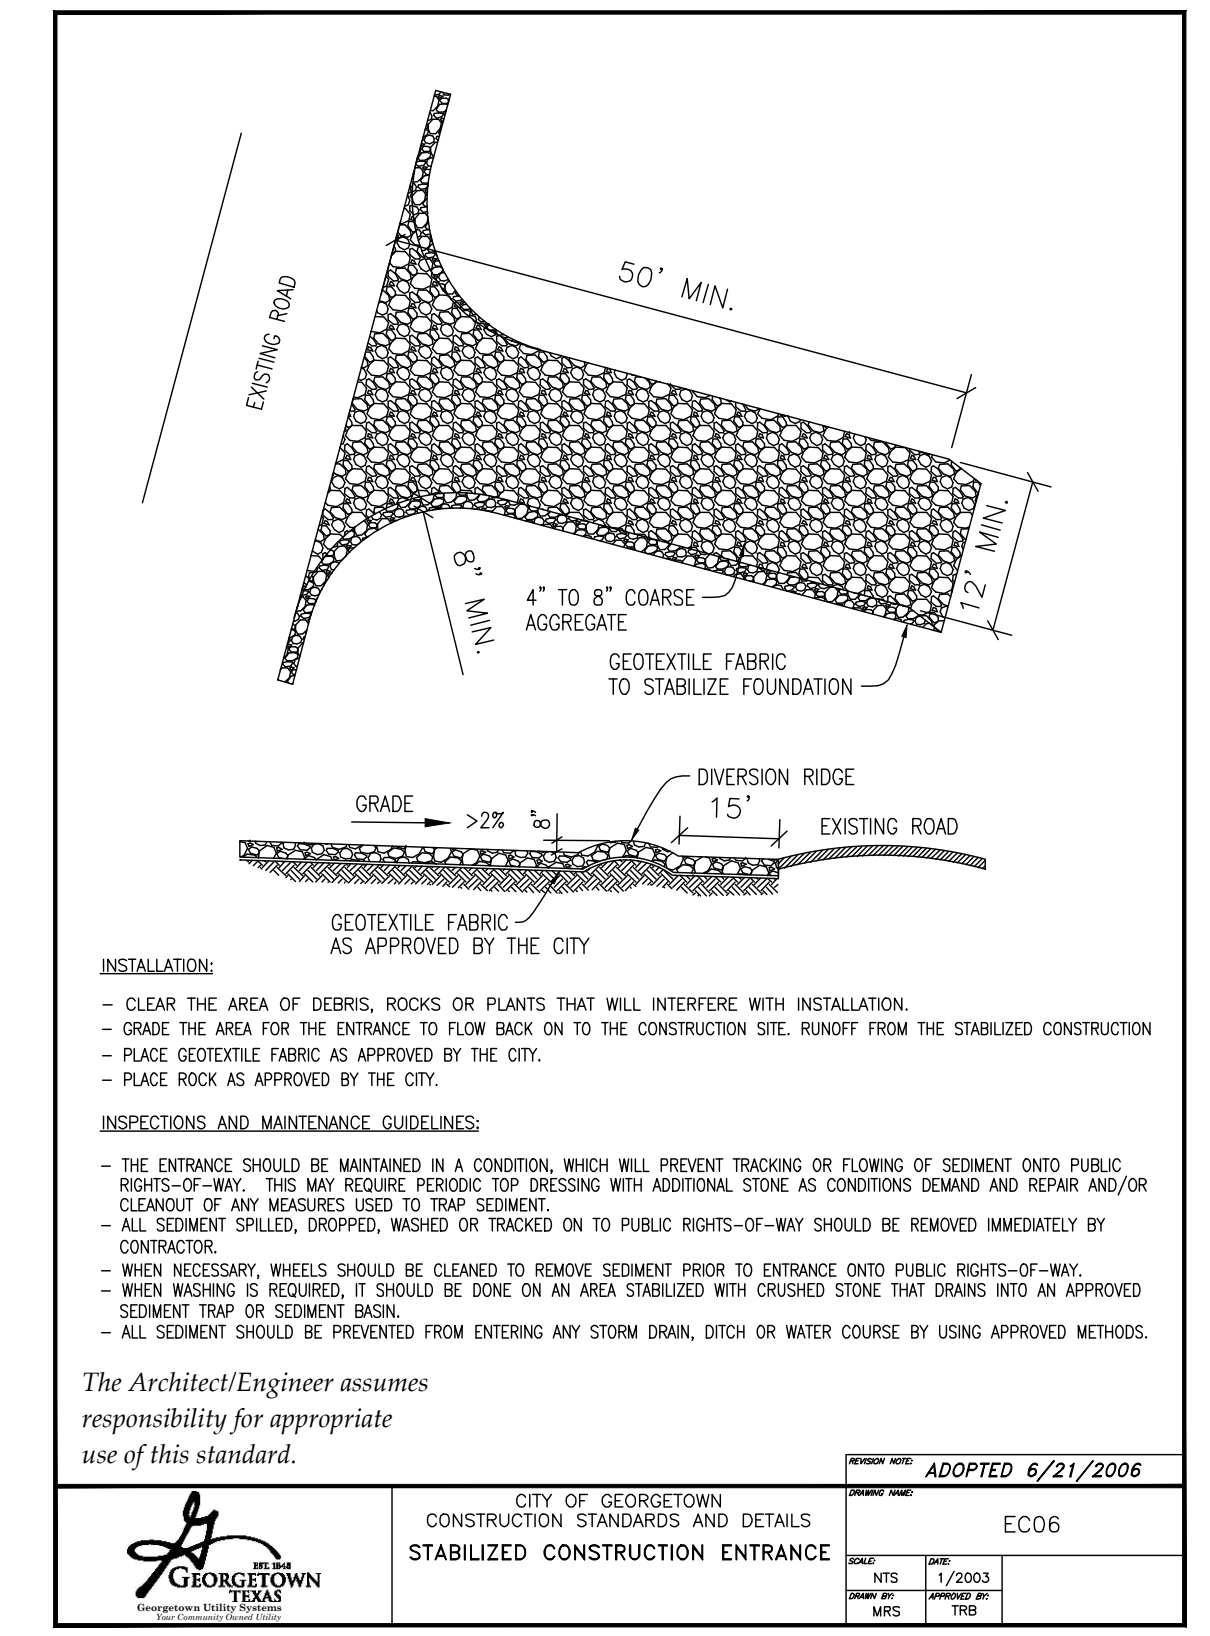 50' MIN.
EXISTING ROAD
12' MIN.
8" MIN.
4" TO 8" COARSE
AGGREGATE
GEOTEXTILE FABRIC
TO STABILIZE FOUNDATION
DIVERSION RIDGE
GRADE
>2%
8"
15'
EXISTING ROAD
GEOTEXTILE FABRIC
AS APPROVED BY THE CITY
INSTALLATION:
– CLEAR THE AREA OF DEBRIS, ROCKS OR PLANTS THAT WILL INTERFERE WITH INSTALLATION.
– GRADE THE AREA FOR THE ENTRANCE TO FLOW BACK ON TO THE CONSTRUCTION SITE. RUNOFF FROM THE STABILIZED CONSTRUCTION
– PLACE GEOTEXTILE FABRIC AS APPROVED BY THE CITY.
– PLACE ROCK AS APPROVED BY THE CITY.
INSPECTIONS AND MAINTENANCE GUIDELINES:
– THE ENTRANCE SHOULD BE MAINTAINED IN A CONDITION, WHICH WILL PREVENT TRACKING OR FLOWING OF SEDIMENT ONTO PUBLIC
RIGHTS–OF–WAY. THIS MAY REQUIRE PERIODIC TOP DRESSING WITH ADDITIONAL STONE AS CONDITIONS DEMAND AND REPAIR AND/OR
CLEANOUT OF ANY MEASURES USED TO TRAP SEDIMENT.
– ALL SEDIMENT SPILLED, DROPPED, WASHED OR TRACKED ON TO PUBLIC RIGHTS–OF–WAY SHOULD BE REMOVED IMMEDIATELY BY
CONTRACTOR.
– WHEN NECESSARY, WHEELS SHOULD BE CLEANED TO REMOVE SEDIMENT PRIOR TO ENTRANCE ONTO PUBLIC RIGHTS–OF–WAY.
– WHEN WASHING IS REQUIRED, IT SHOULD BE DONE ON AN AREA STABILIZED WITH CRUSHED STONE THAT DRAINS INTO AN APPROVED
SEDIMENT TRAP OR SEDIMENT BASIN.
– ALL SEDIMENT SHOULD BE PREVENTED FROM ENTERING ANY STORM DRAIN, DITCH OR WATER COURSE BY USING APPROVED METHODS.
The Architect/Engineer assumes
responsibility for appropriate
use of this standard.
REVISION NOTE:
ADOPTED 6/21/2006
EST. 1848
GEORGETOWN
TEXAS
Georgetown Utility Systems
Your Community Owned Utility
CITY OF GEORGETOWN
CONSTRUCTION STANDARDS AND DETAILS
STABILIZED CONSTRUCTION ENTRANCE
DRAWING NAME:
EC06
SCALE:
NTS
DATE:
1/2003
DRAWN BY:
MRS
APPROVED BY:
TRB